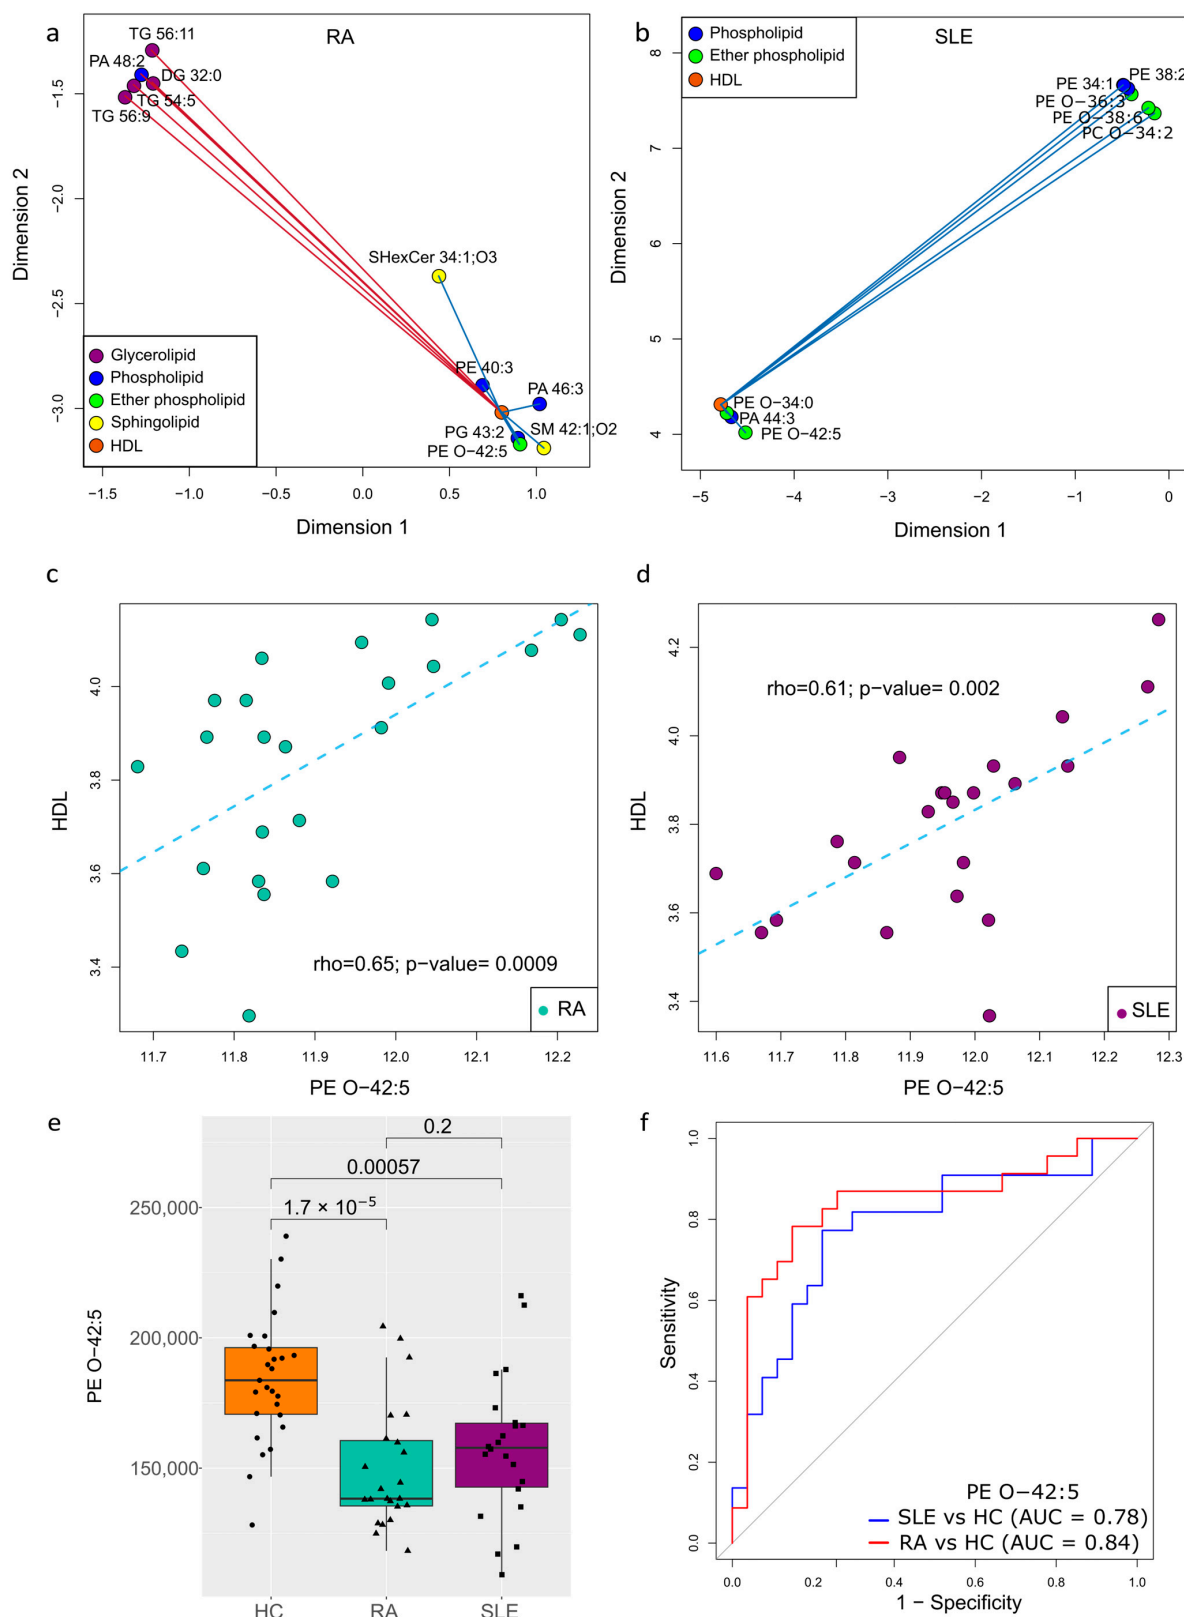 a
RA
TG 56:11
PA 48:2
DG 32:0
TG 54:5
TG 56:9
SHexCer 34:1;O3
PE 40:3
PA 46:3
PG 43:2
SM 42:1;O2
PE O−42:5
Glycerolipid
Phospholipid
Ether phospholipid
Sphingolipid
HDL
Dimension 2
−1.5
−2.0
−2.5
−3.0
−1.5 −1.0 −0.5 0.0 0.5 1.0
Dimension 1
b
SLE
Phospholipid
Ether phospholipid
HDL
PE 34:1
PE 38:2
PE O−36:3
PE O−38:6
PC O−34:2
PE O−34:0
PA 44:3
PE O−42:5
Dimension 2
8
7
6
5
4
−5 −4 −3 −2 −1 0
Dimension 1
c
HDL
4.0
3.8
3.6
3.4
rho=0.65; p−value= 0.0009
RA
11.7 11.8 11.9 12.0 12.1 12.2
PE O−42:5
d
HDL
4.2
4.0
3.8
3.6
3.4
rho=0.61; p−value= 0.002
SLE
11.6 11.7 11.8 11.9 12.0 12.1 12.2 12.3
PE O−42:5
e
0.2
0.00057
1.7 × 10⁻⁵
PE O−42:5
250,000
200,000
150,000
HC RA SLE
f
Sensitivity
1.0
0.8
0.6
0.4
0.2
0.0
PE O−42:5
SLE vs HC (AUC = 0.78)
RA vs HC (AUC = 0.84)
0.0 0.2 0.4 0.6 0.8 1.0
1 − Specificity